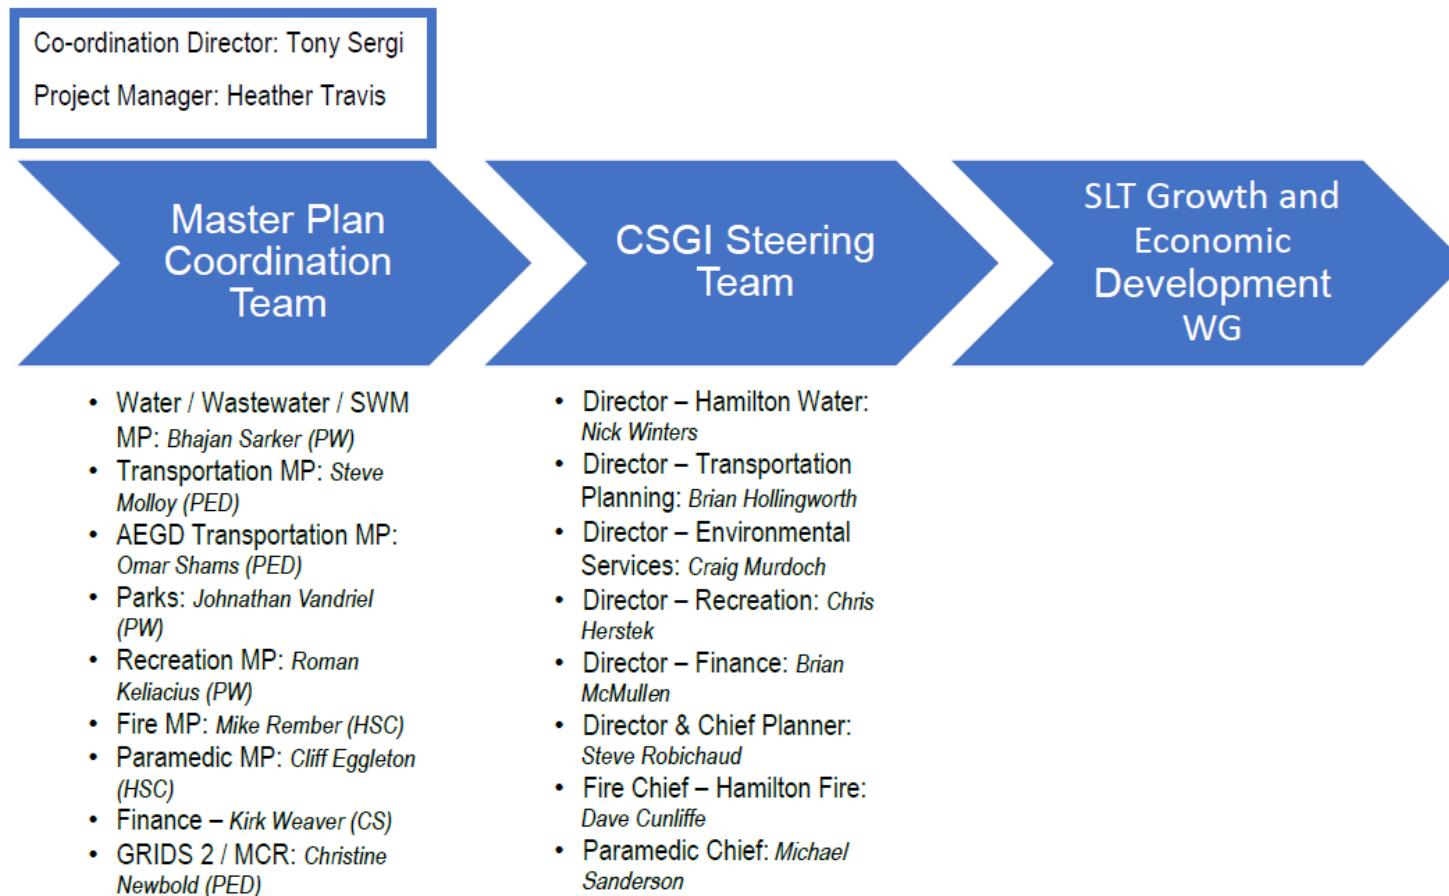 Co-ordination Director: Tony Sergi
Project Manager: Heather Travis
Master Plan
Coordination
Team
• Water / Wastewater / SWM
MP: Bhajan Sarker (PW)
• Transportation MP: Steve
Molloy (PED)
• AEGD Transportation MP:
Omar Shams (PED)
• Parks: Johnathan Vandriel
(PW)
• Recreation MP: Roman
Keliacius (PW)
• Fire MP: Mike Rember (HSC)
• Paramedic MP: Cliff Eggleton
(HSC)
• Finance – Kirk Weaver (CS)
• GRIDS 2 / MCR: Christine
Newbold (PED)
CSGI Steering
Team
• Director – Hamilton Water:
Nick Winters
• Director – Transportation
Planning: Brian Hollingworth
• Director – Environmental
Services: Craig Murdoch
• Director – Recreation: Chris
Herstek
• Director – Finance: Brian
McMullen
• Director & Chief Planner:
Steve Robichaud
• Fire Chief – Hamilton Fire:
Dave Cunliffe
• Paramedic Chief: Michael
Sanderson
SLT Growth and
Economic
Development
WG